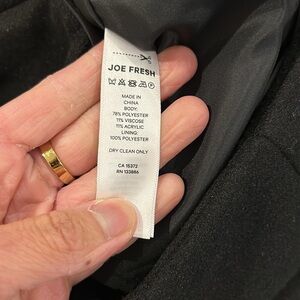 JOE FRESH
MADE IN
CHINA
BODY:
78% POLYESTER
11% VISCOSE
11% ACRYLIC
LINING:
100% POLYESTER
DRY CLEAN ONLY
CA 15372
RN 133886